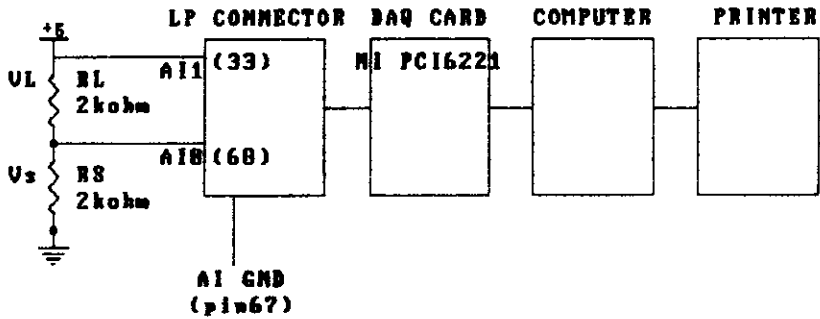 LP CONNECTOR DAQ CARD COMPUTER PRINTER
+5
NI PCI6221
AI1 (33)
VL RL
2kohm
AI8 (68)
Vs RS
2kohm
AI GND
(pin67)